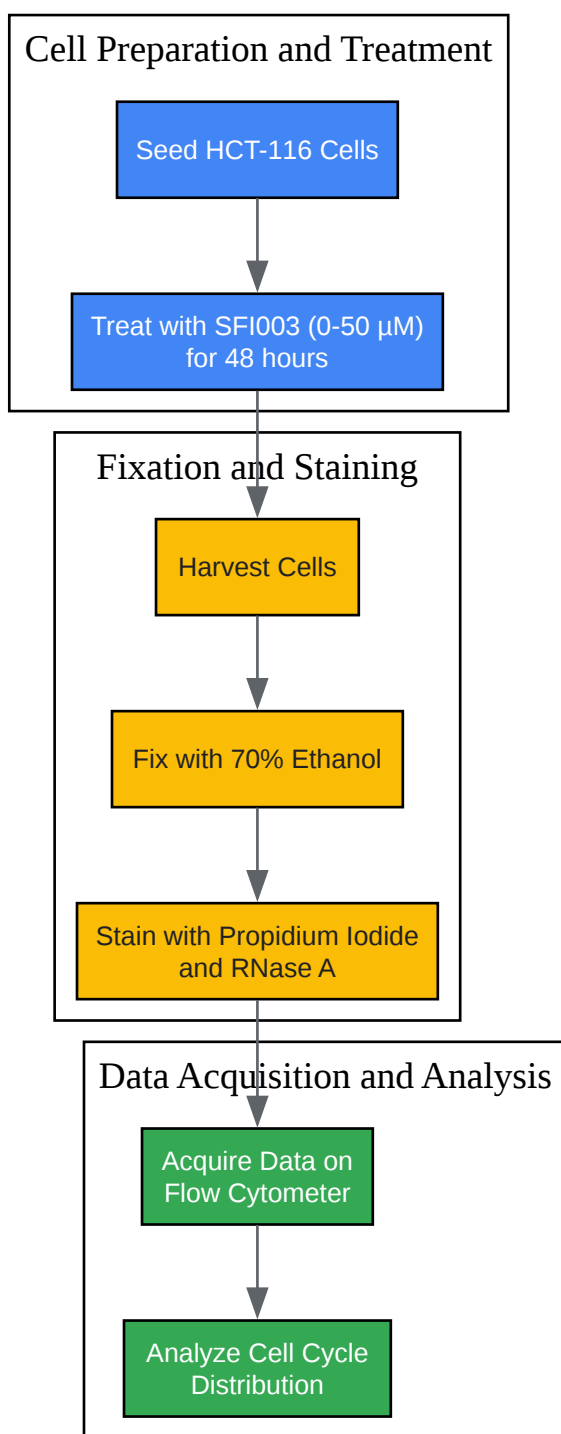 Cell Preparation and Treatment
Seed HCT-116 Cells
Treat with SFI003 (0-50 µM)
for 48 hours
Fixation and Staining
Harvest Cells
Fix with 70% Ethanol
Stain with Propidium Iodide
and RNase A
Data Acquisition and Analysis
Acquire Data on
Flow Cytometer
Analyze Cell Cycle
Distribution